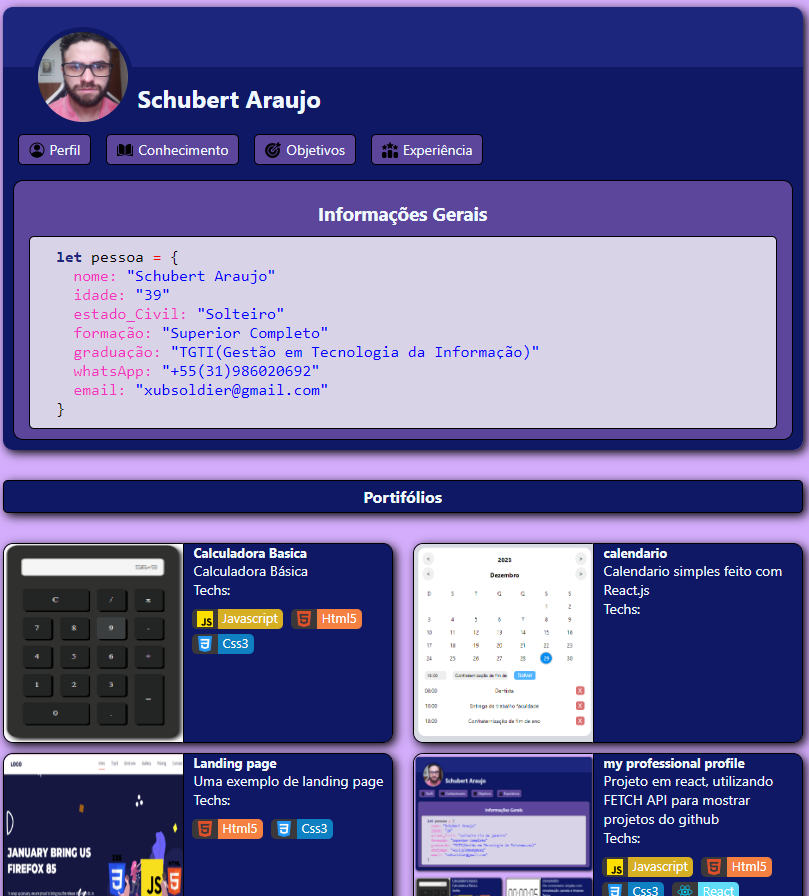 Schubert Araujo
Perfil Conhecimento Objetivos Experiência
Informações Gerais
let pessoa = {
nome: "Schubert Araujo"
idade: "39"
estado_Civil: "Solteiro"
formação: "Superior Completo"
graduação: "TGTI(Gestão em Tecnologia da Informação)"
whatsApp: "+55(31)986020692"
email: "xubsoldier@gmail.com"
}
Portifólios
Calculadora Basica
Calculadora Básica
Techs:
JS Javascript Html5
Css3
C /
7 8 9 -
4 5 6 +
1 2 3
0 .
calendario
Calendario simples feito com
React.js
Techs:
< 2023 >
< Dezembro >
D S T Q Q S S
1 2
3 4 5 6 7 8 9
10 11 12 13 14 15 16
17 18 19 20 21 22 23
24 25 26 27 28 29 30
Dentista
Entrega de trabalho faculdade
18:00 Confraternização de fim de ano
Landing page
Uma exemplo de landing page
Techs:
Html5 Css3
LOGO
JANUARY BRING US
FIREFOX 85
JS
my professional profile
Projeto em react, utilizando
FETCH API para mostrar
projetos do github
Techs:
JS Javascript Html5
Css3 React
Schubert Araujo
Informações Gerais